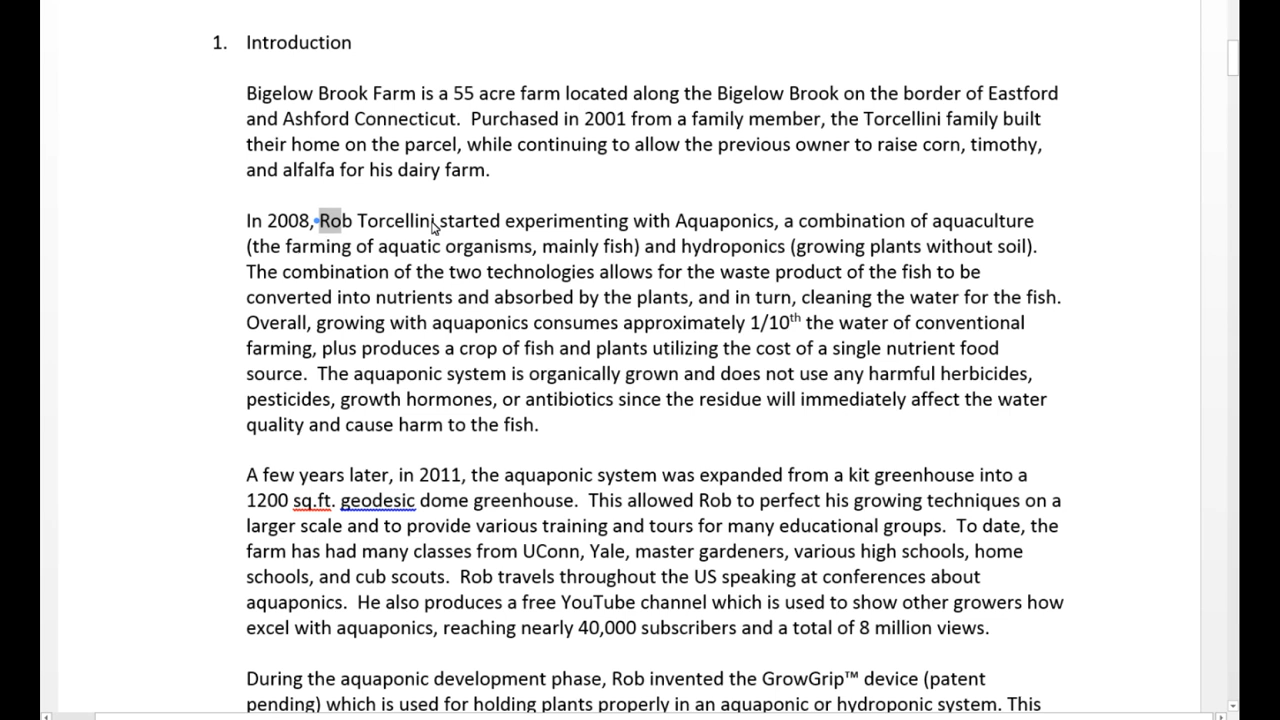 1. Introduction
Bigelow Brook Farm is a 55 acre farm located along the Bigelow Brook on the border of Eastford
and Ashford Connecticut.  Purchased in 2001 from a family member, the Torcellini family built
their home on the parcel, while continuing to allow the previous owner to raise corn, timothy,
and alfalfa for his dairy farm.
In 2008, Rob Torcellini started experimenting with Aquaponics, a combination of aquaculture
(the farming of aquatic organisms, mainly fish) and hydroponics (growing plants without soil).
The combination of the two technologies allows for the waste product of the fish to be
converted into nutrients and absorbed by the plants, and in turn, cleaning the water for the fish.
Overall, growing with aquaponics consumes approximately 1/10th the water of conventional
farming, plus produces a crop of fish and plants utilizing the cost of a single nutrient food
source.  The aquaponic system is organically grown and does not use any harmful herbicides,
pesticides, growth hormones, or antibiotics since the residue will immediately affect the water
quality and cause harm to the fish.
A few years later, in 2011, the aquaponic system was expanded from a kit greenhouse into a
1200 sq.ft. geodesic dome greenhouse.  This allowed Rob to perfect his growing techniques on a
larger scale and to provide various training and tours for many educational groups.  To date, the
farm has had many classes from UConn, Yale, master gardeners, various high schools, home
schools, and cub scouts.  Rob travels throughout the US speaking at conferences about
aquaponics.  He also produces a free YouTube channel which is used to show other growers how
excel with aquaponics, reaching nearly 40,000 subscribers and a total of 8 million views.
During the aquaponic development phase, Rob invented the GrowGrip™ device (patent
pending) which is used for holding plants properly in an aquaponic or hydroponic system. This